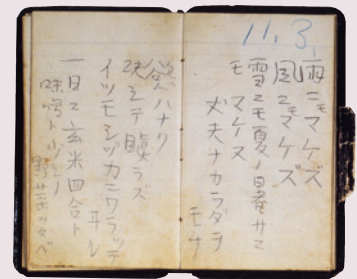 11.3.
雨ニモマケズ
風ニモマケズ
雪ニモ夏ノ暑サニ
モマケヌ
丈夫ナカラダヲ
モチ
慾ハナク
決シテ瞋ラズ
イツモシヅカニワラッテ
ヰル
一日ニ玄米四合ト
味噌ト少シノ
野菜ヲタベ